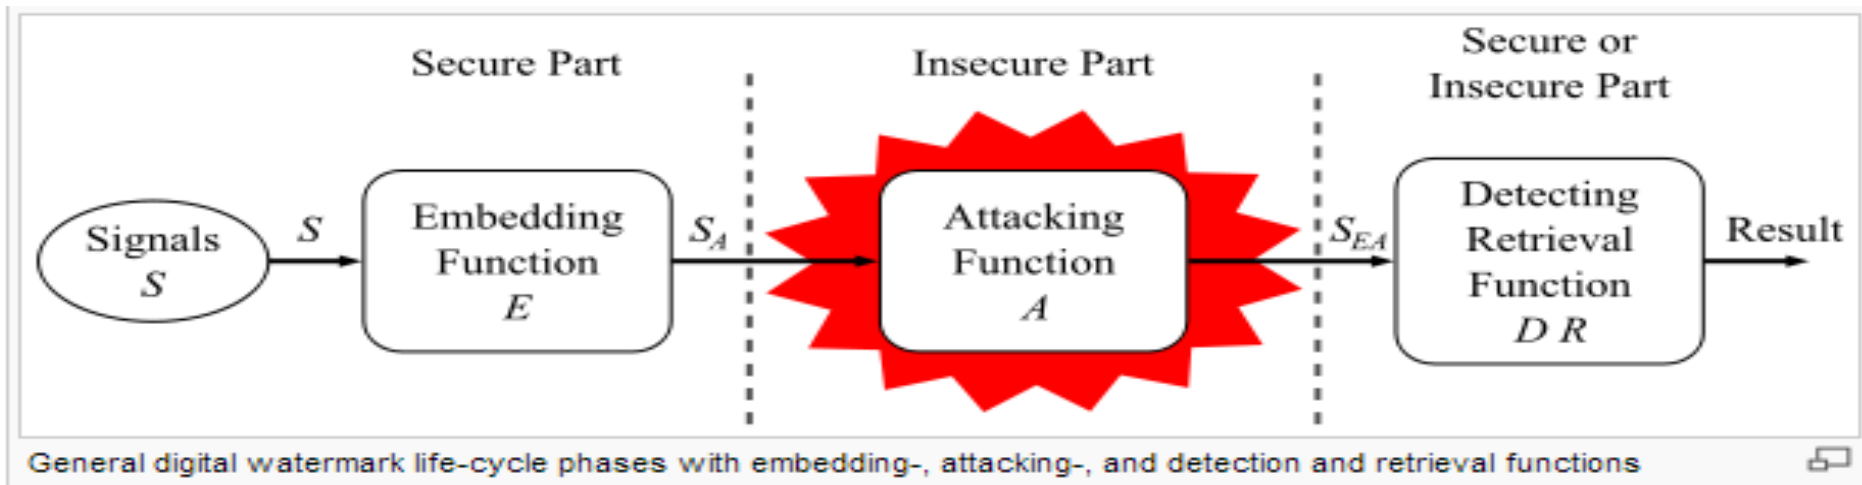 Secure Part
Insecure Part
Secure or
Insecure Part
Signals
S
S
Embedding
Function
E
S_A
Attacking
Function
A
S_EA
Detecting
Retrieval
Function
D R
Result
General digital watermark life-cycle phases with embedding-, attacking-, and detection and retrieval functions